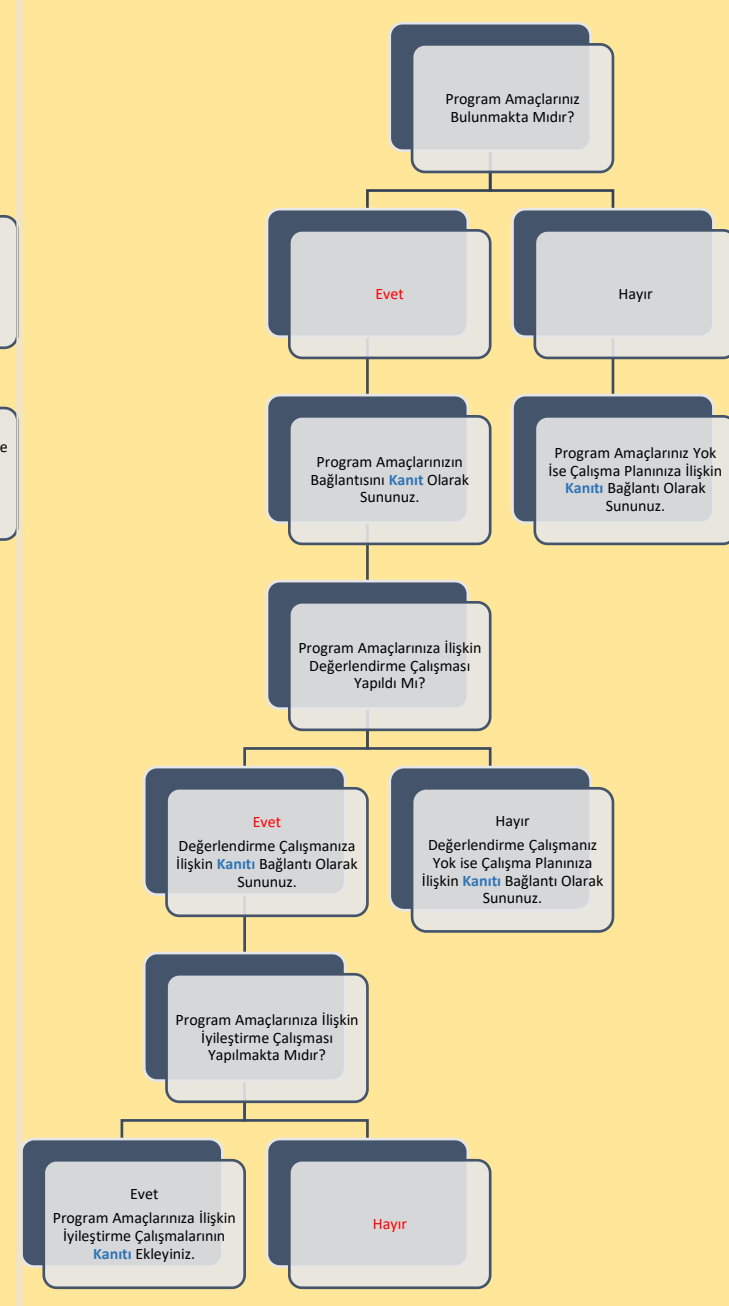 Program Amaçlarınız
Bulunmakta Mıdır?
Evet
Hayır
Program Amaçlarınızın
Bağlantısını Kanıt Olarak
Sununuz.
Program Amaçlarınız Yok
İse Çalışma Planınıza İlişkin
Kanıtı Bağlantı Olarak
Sununuz.
Program Amaçlarınıza İlişkin
Değerlendirme Çalışması
Yapıldı Mı?
Evet
Değerlendirme Çalışmanıza
İlişkin Kanıtı Bağlantı Olarak
Sununuz.
Hayır
Değerlendirme Çalışmanız
Yok ise Çalışma Planınıza
İlişkin Kanıtı Bağlantı Olarak
Sununuz.
Program Amaçlarınıza İlişkin
İyileştirme Çalışması
Yapılmakta Mıdır?
Evet
Program Amaçlarınıza İlişkin
İyileştirme Çalışmalarının
Kanıtı Ekleyiniz.
Hayır